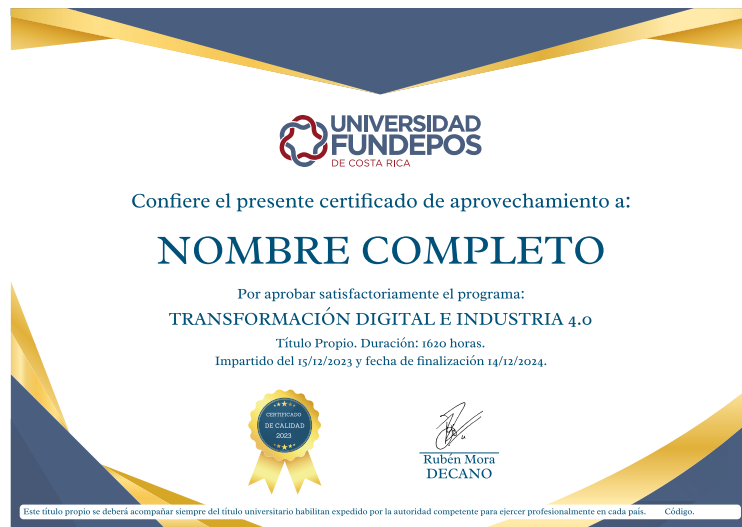 UNIVERSIDAD
FUNDEPOS
DE COSTA RICA
Confiere el presente certificado de aprovechamiento a:
NOMBRE COMPLETO
Por aprobar satisfactoriamente el programa:
TRANSFORMACIÓN DIGITAL E INDUSTRIA 4.0
Título Propio. Duración: 1620 horas.
Impartido del 15/12/2023 y fecha de finalización 14/12/2024.
CERTIFICADO
DE CALIDAD
2023
Rubén Mora
DECANO
Este título propio se deberá acompañar siempre del título universitario habilitan expedido por la autoridad competente para ejercer profesionalmente en cada país. Código.